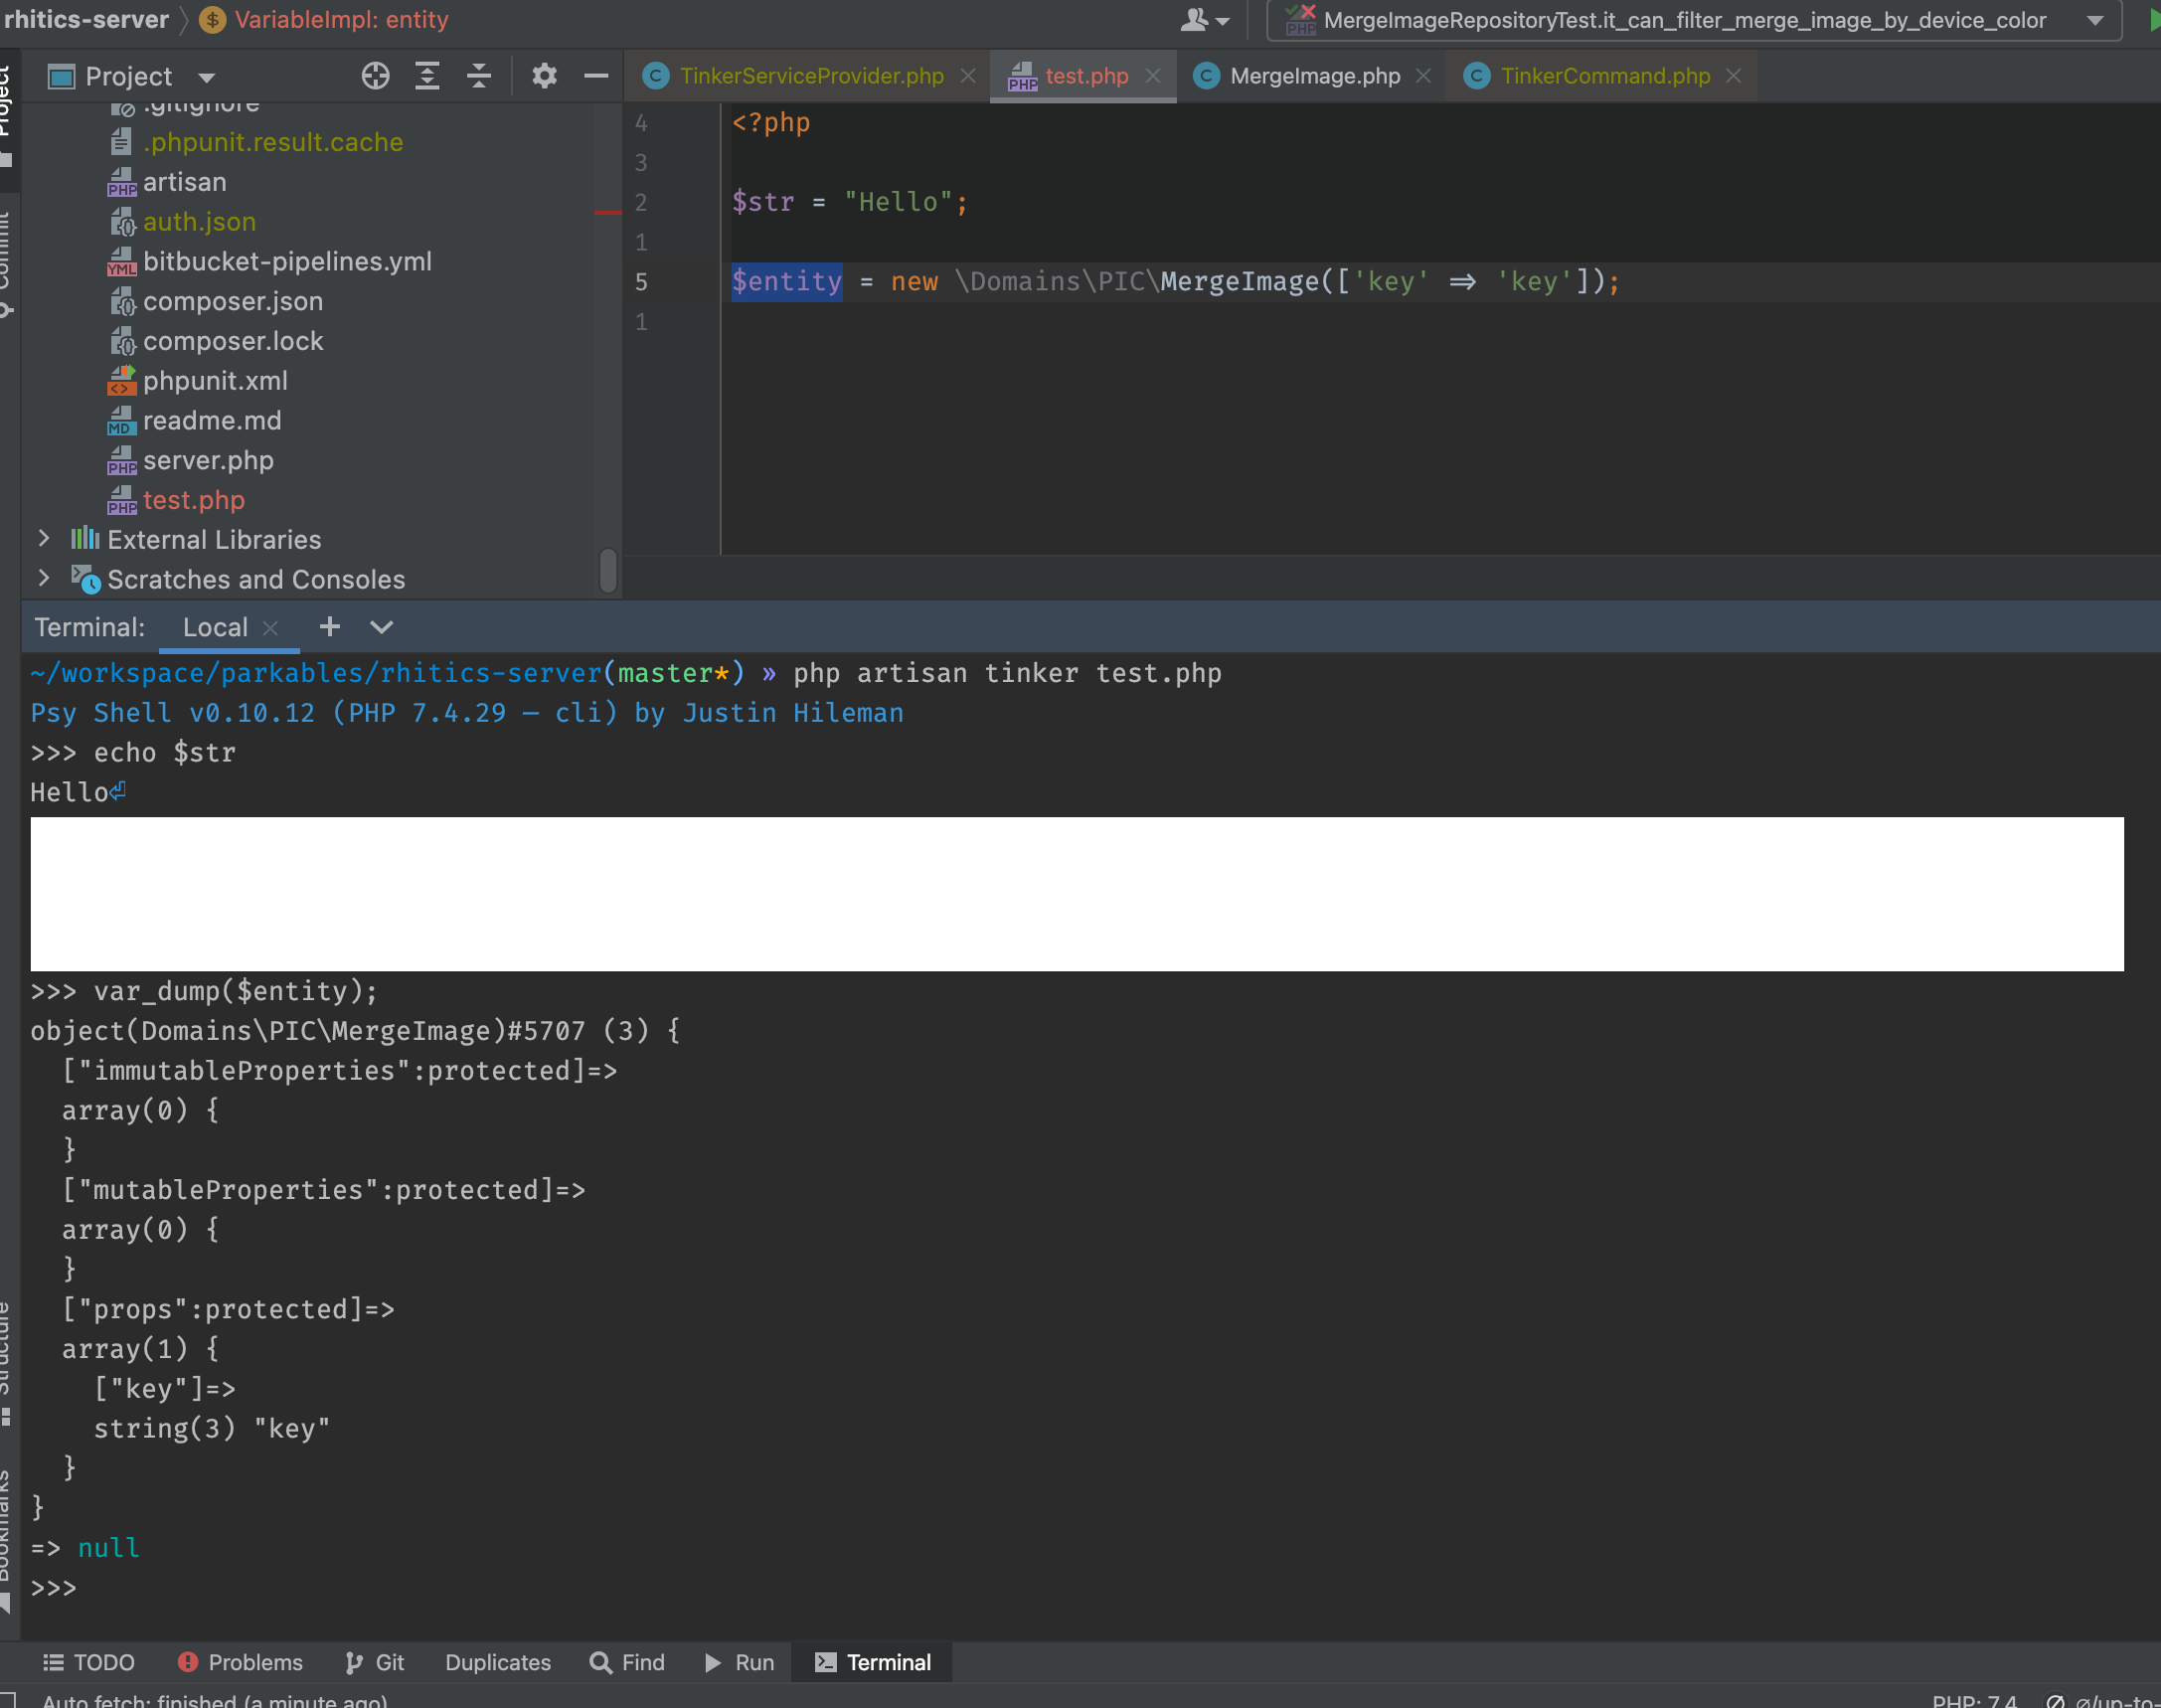 rhitics-server
$ VariableImpl: entity
MergeImageRepositoryTest.it_can_filter_merge_image_by_device_color
Project
Project
TinkerServiceProvider.php
test.php
MergeImage.php
TinkerCommand.php
.gitignore
.phpunit.result.cache
artisan
auth.json
bitbucket-pipelines.yml
composer.json
composer.lock
phpunit.xml
readme.md
server.php
test.php
External Libraries
Scratches and Consoles
Commit
4 <?php
3
2 $str = "Hello";
1
5 $entity = new \Domains\PIC\MergeImage(['key' => 'key']);
1
Terminal: Local
~/workspace/parkables/rhitics-server(master*) » php artisan tinker test.php
Psy Shell v0.10.12 (PHP 7.4.29 — cli) by Justin Hileman
>>> echo $str
Hello⏎
>>> var_dump($entity);
object(Domains\PIC\MergeImage)#5707 (3) {
["immutableProperties":protected]=>
array(0) {
}
["mutableProperties":protected]=>
array(0) {
}
["props":protected]=>
array(1) {
["key"]=>
string(3) "key"
}
}
=> null
>>>
Structure
Bookmarks
TODO Problems Git Duplicates Find Run Terminal
Auto fetch: finished (a minute ago)
PHP: 7.4 ∅/up-to-